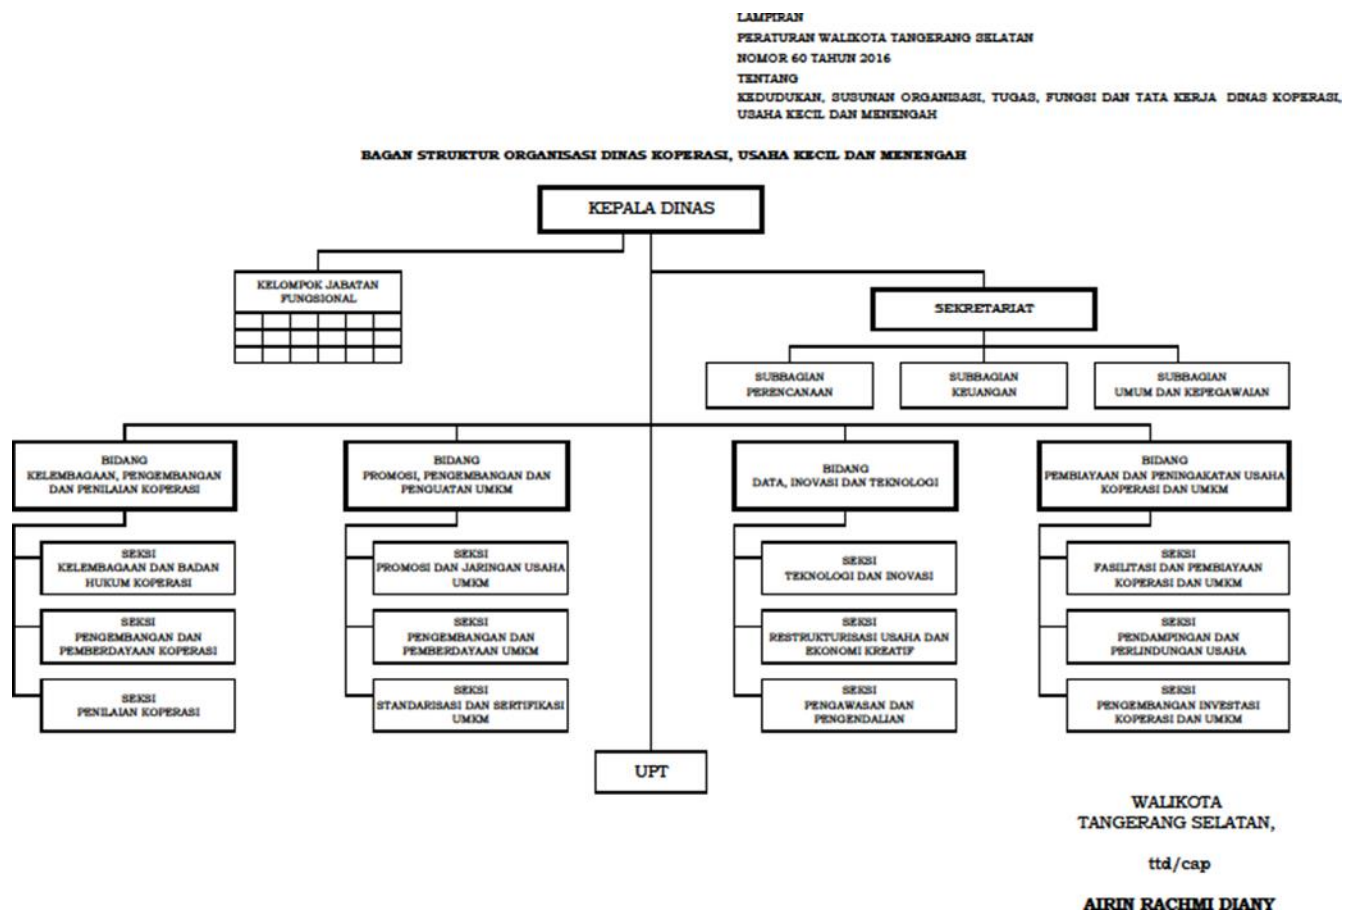 LAMPIRAN
PERATURAN WALIKOTA TANGERANG SELATAN
NOMOR 60 TAHUN 2016
TENTANG
KEDUDUKAN, SUSUNAN ORGANISASI, TUGAS, FUNGSI DAN TATA KERJA DINAS KOPERASI,
USAHA KECIL DAN MENENGAH
BAGAN STRUKTUR ORGANISASI DINAS KOPERASI, USAHA KECIL DAN MENENGAH
KEPALA DINAS
KELOMPOK JABATAN
FUNGSIONAL
SEKRETARIAT
SUBBAGIAN
PERENCANAAN
SUBBAGIAN
KEUANGAN
SUBBAGIAN
UMUM DAN KEPEGAWAIAN
BIDANG
KELEMBAGAAN, PENGEMBANGAN
DAN PENILAIAN KOPERASI
BIDANG
PROMOSI, PENGEMBANGAN DAN
PENGUATAN UMKM
BIDANG
DATA, INOVASI DAN TEKNOLOGI
BIDANG
PEMBIAYAAN DAN PENINGAKATAN USAHA
KOPERASI DAN UMKM
SEKSI
KELEMBAGAAN DAN BADAN
HUKUM KOPERASI
SEKSI
PROMOSI DAN JARINGAN USAHA
UMKM
SEKSI
TEKNOLOGI DAN INOVASI
SEKSI
FASILITASI DAN PEMBIAYAAN
KOPERASI DAN UMKM
SEKSI
PENGEMBANGAN DAN
PEMBERDAYAAN KOPERASI
SEKSI
PENGEMBANGAN DAN
PEMBERDAYAAN UMKM
SEKSI
RESTRUKTURISASI USAHA DAN
EKONOMI KREATIF
SEKSI
PENDAMPINGAN DAN
PERLINDUNGAN USAHA
SEKSI
PENILAIAN KOPERASI
SEKSI
STANDARISASI DAN SERTIFIKASI
UMKM
SEKSI
PENGAWASAN DAN
PENGENDALIAN
SEKSI
PENGEMBANGAN INVESTASI
KOPERASI DAN UMKM
UPT
WALIKOTA
TANGERANG SELATAN,
ttd/cap
AIRIN RACHMI DIANY